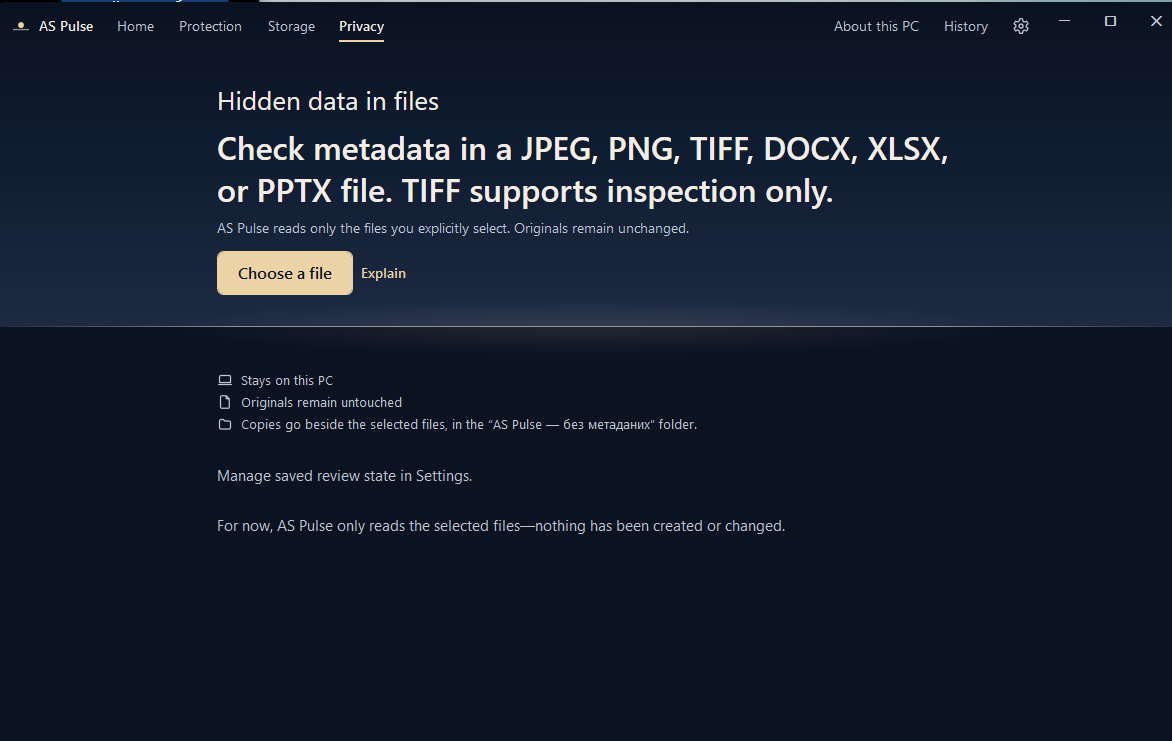 AS Pulse
Home
Protection
Storage
Privacy
About this PC
History
Hidden data in files
Check metadata in a JPEG, PNG, TIFF, DOCX, XLSX,
or PPTX file. TIFF supports inspection only.
AS Pulse reads only the files you explicitly select. Originals remain unchanged.
Choose a file
Explain
Stays on this PC
Originals remain untouched
Copies go beside the selected files, in the “AS Pulse — без метаданих” folder.
Manage saved review state in Settings.
For now, AS Pulse only reads the selected files—nothing has been created or changed.